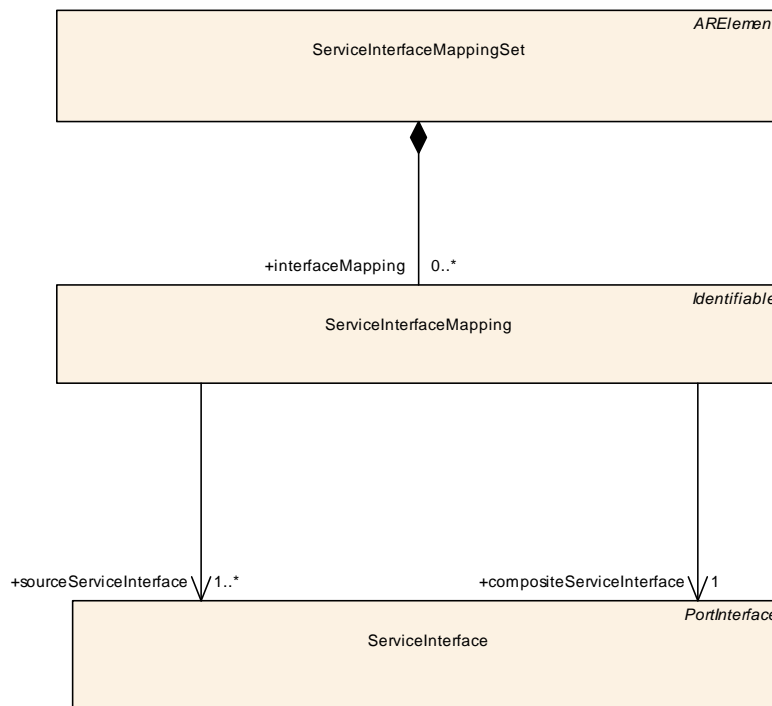 ARElemen
ServiceInterfaceMappingSet
+interfaceMapping 0..*
Identifiable
ServiceInterfaceMapping
+sourceServiceInterface 1..* +compositeServiceInterface 1
PortInterface
ServiceInterface